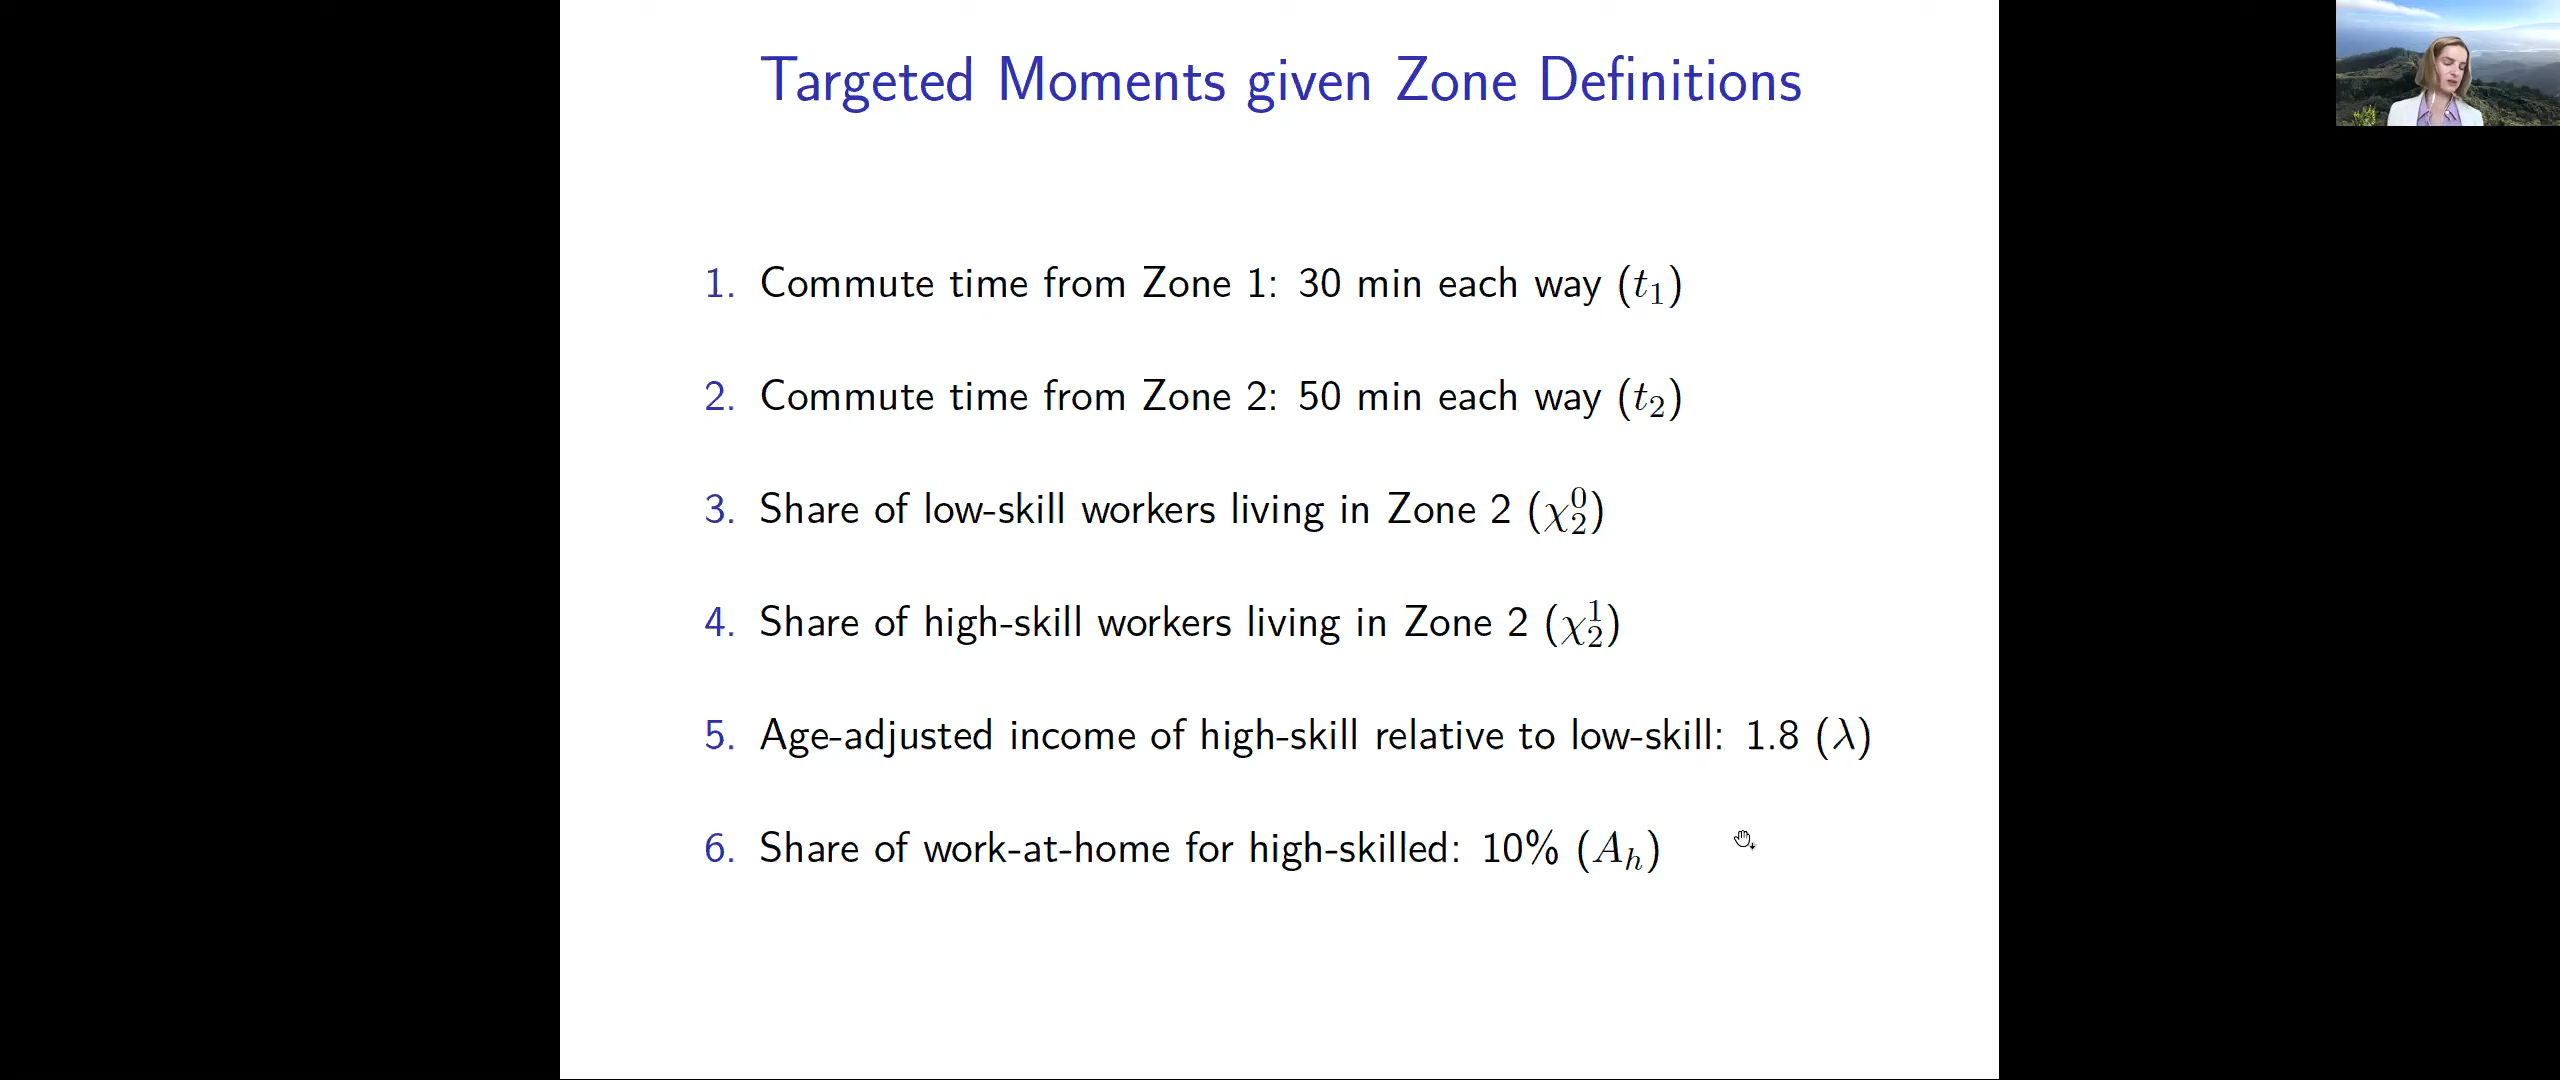 Targeted Moments given Zone Definitions
1. Commute time from Zone 1: 30 min each way (t₁)
2. Commute time from Zone 2: 50 min each way (t₂)
3. Share of low-skill workers living in Zone 2 (χ₂⁰)
4. Share of high-skill workers living in Zone 2 (χ₂¹)
5. Age-adjusted income of high-skill relative to low-skill: 1.8 (λ)
6. Share of work-at-home for high-skilled: 10% (Aₕ)